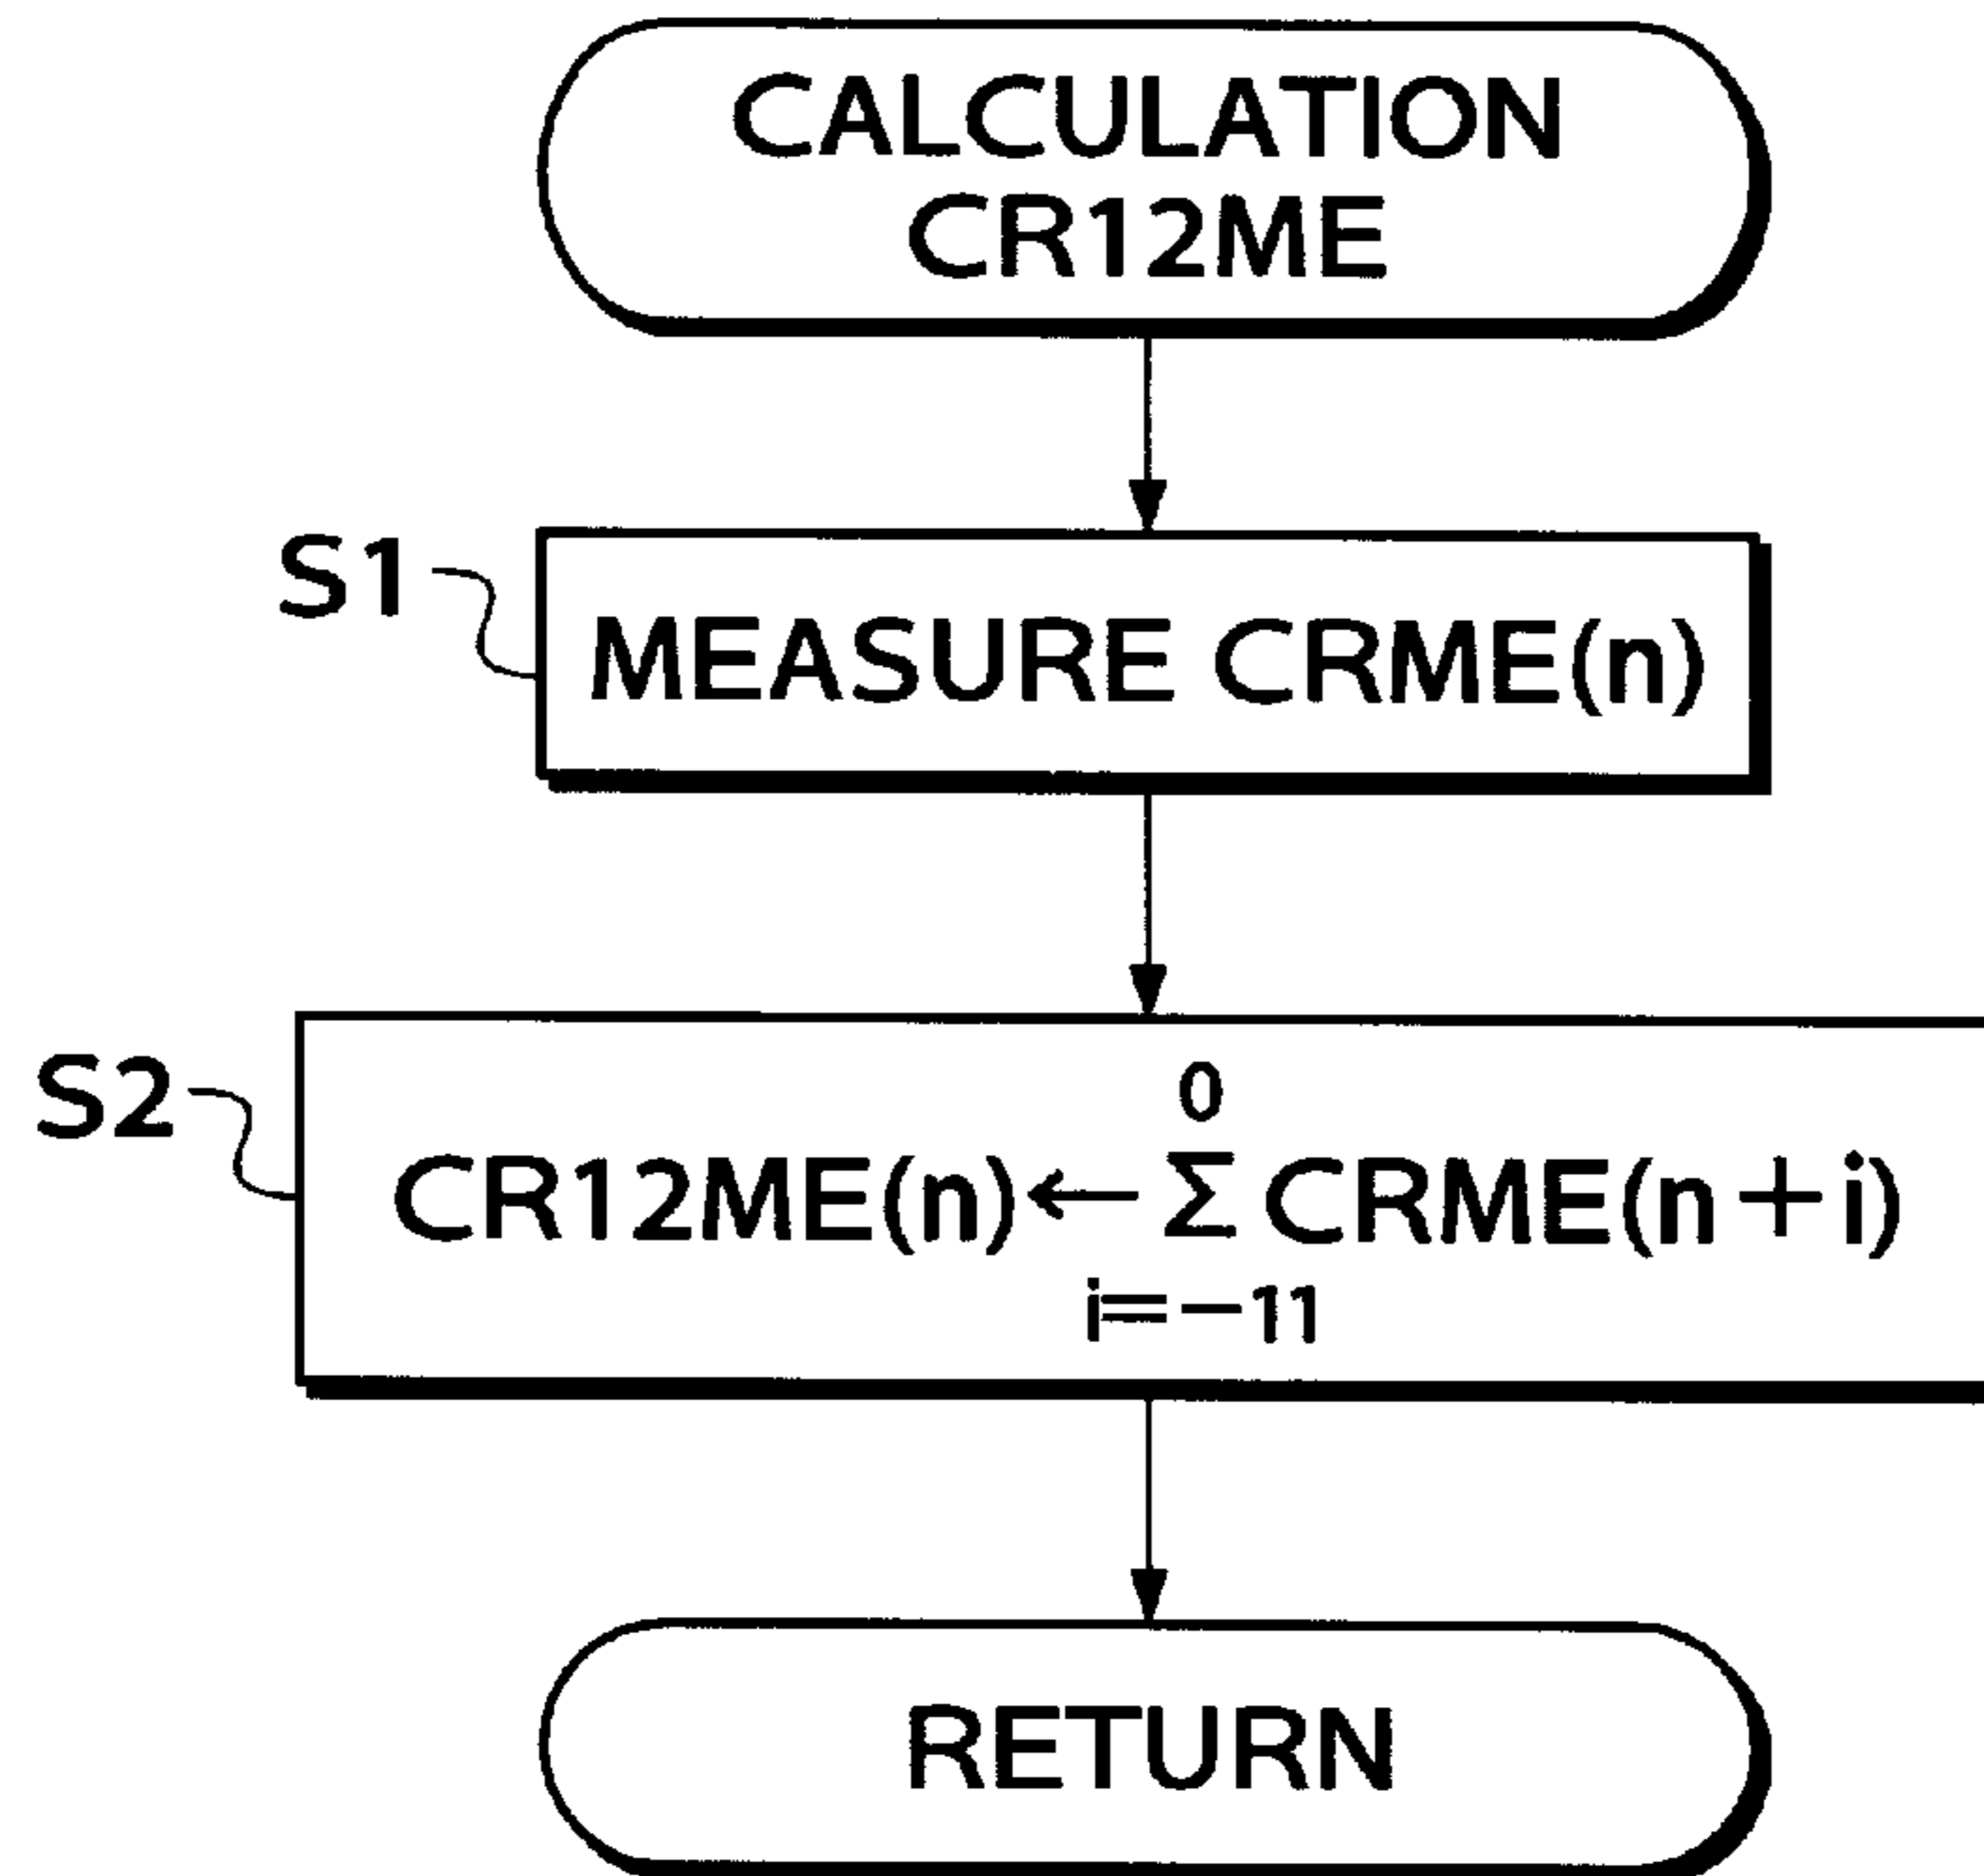 CALCULATION
CR12ME
S1
MEASURE CRME(n)
S2
0
CR12ME(n)←ΣCRME(n+i)
i=-11
RETURN